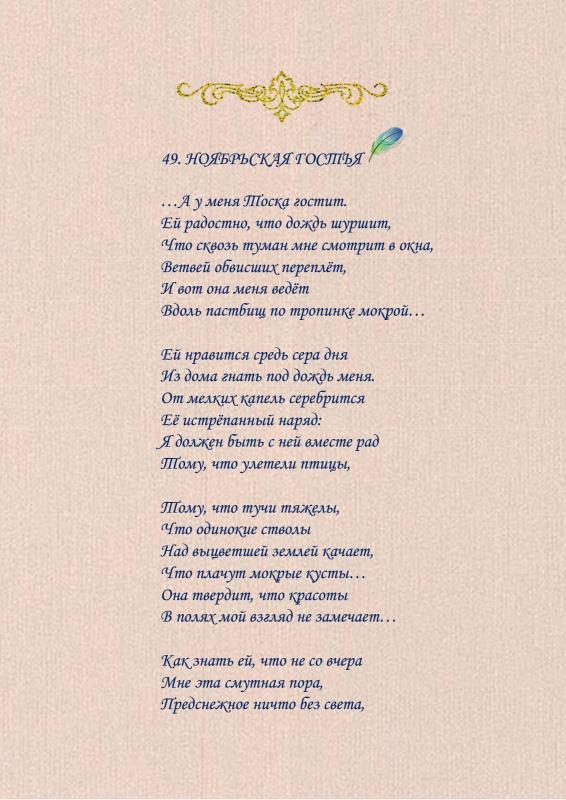 49. НОЯБРЬСКАЯ ГОСТЬЯ
…А у меня Тоска гостит.
Ей радостно, что дождь шуршит,
Что сквозь туман мне смотрит в окна,
Ветвей обвисших переплёт,
И вот она меня ведёт
Вдоль пастбищ по тропинке мокрой…
Ей нравится средь сера дня
Из дома гнать под дождь меня.
От мелких капель серебрится
Её истрёпанный наряд:
Я должен быть с ней вместе рад
Тому, что улетели птицы,
Тому, что тучи тяжелы,
Что одинокие стволы
Над выцветшей землей качает,
Что плачут мокрые кусты…
Она твердит, что красоты
В полях мой взгляд не замечает…
Как знать ей, что не со вчера
Мне эта смутная пора,
Предснежное ничто без света,